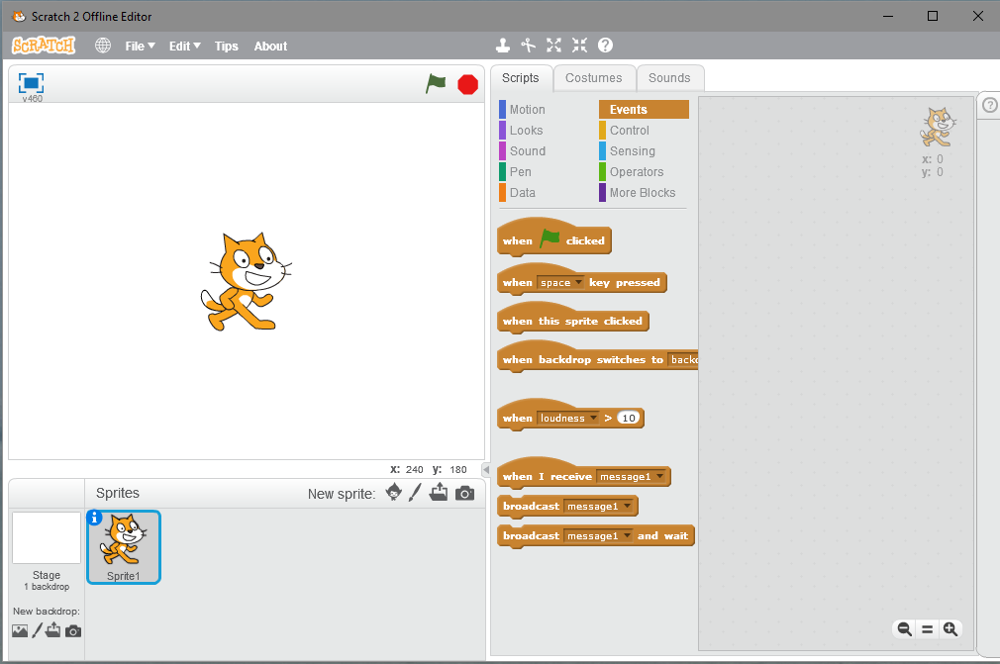 Scratch 2 Offline Editor
SCRATCH File Edit Tips About
v460
Scripts Costumes Sounds
Motion Events
Looks Control
Sound Sensing
Pen Operators
Data More Blocks
x: 0
y: 0
when clicked
when space key pressed
when this sprite clicked
when backdrop switches to backd
when loudness > 10
when I receive message1
broadcast message1
broadcast message1 and wait
x: 240 y: 180
Sprites New sprite:
Sprite1
Stage
1 backdrop
New backdrop: